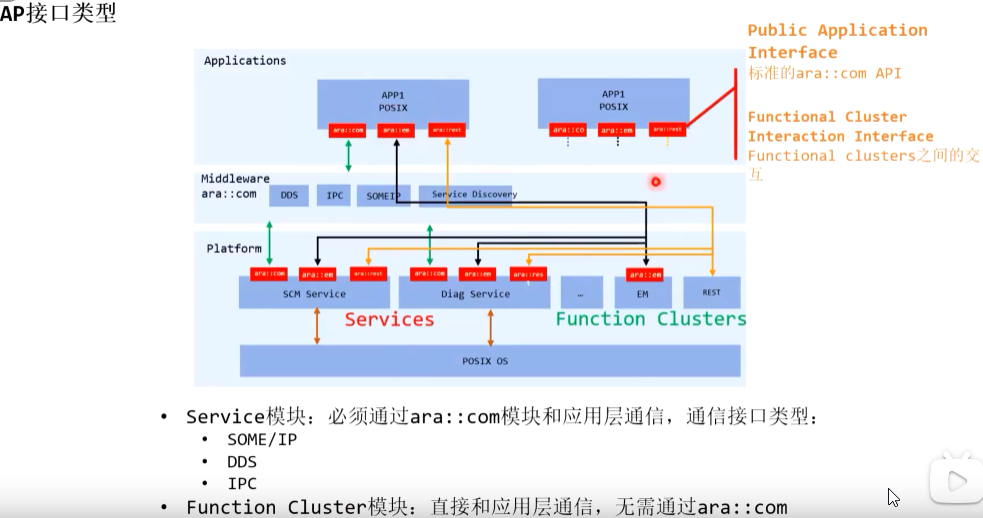 AP接口类型
Public Application
Interface
标准的ara::com API
Functional Cluster
Interaction Interface
Functional clusters之间的交
互
Applications
APP1
POSIX
ara::com
ara::em
ara::rest
APP1
POSIX
ara::co
ara::em
ara::rest
Middleware
ara::com
DDS
IPC
SOMEIP
Service Discovery
Platform
ara::com
ara::em
ara::rest
SCM Service
ara::com
ara::em
ara::res
Diag Service
…
ara::em
EM
REST
Services
Function Clusters
POSIX OS
• Service模块：必须通过ara::com模块和应用层通信，通信接口类型：
• SOME/IP
• DDS
• IPC
• Function Cluster模块：直接和应用层通信，无需通过ara::com